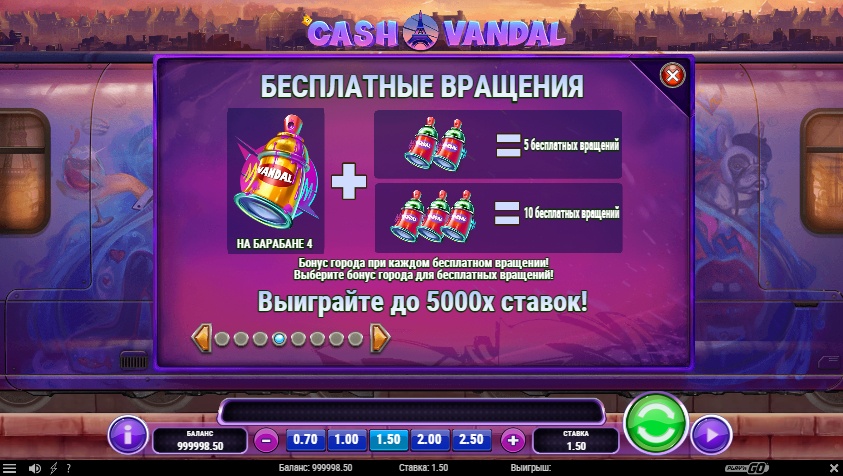 CASH VANDAL
БЕСПЛАТНЫЕ ВРАЩЕНИЯ
VANDAL
НА БАРАБАНЕ 4
VANDAL
= 5 бесплатных вращений
+
= 10 бесплатных вращений
Бонус города при каждом бесплатном вращении!
Выберите бонус города для бесплатных вращений!
Выиграйте до 5000x ставок!
БАЛАНС
999998.50
− 0.70 1.00 1.50 2.00 2.50 +
СТАВКА
1.50
? Баланс: 999998.50 Ставка: 1.50 Выигрыш: PLAY'N GO